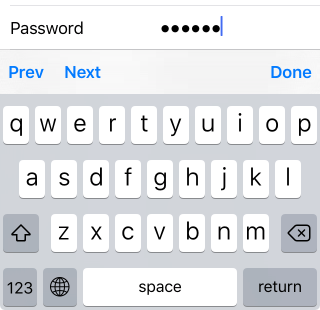 Password ••••••
Prev Next Done
q w e r t y u i o p
a s d f g h j k l
z x c v b n m
123 space return